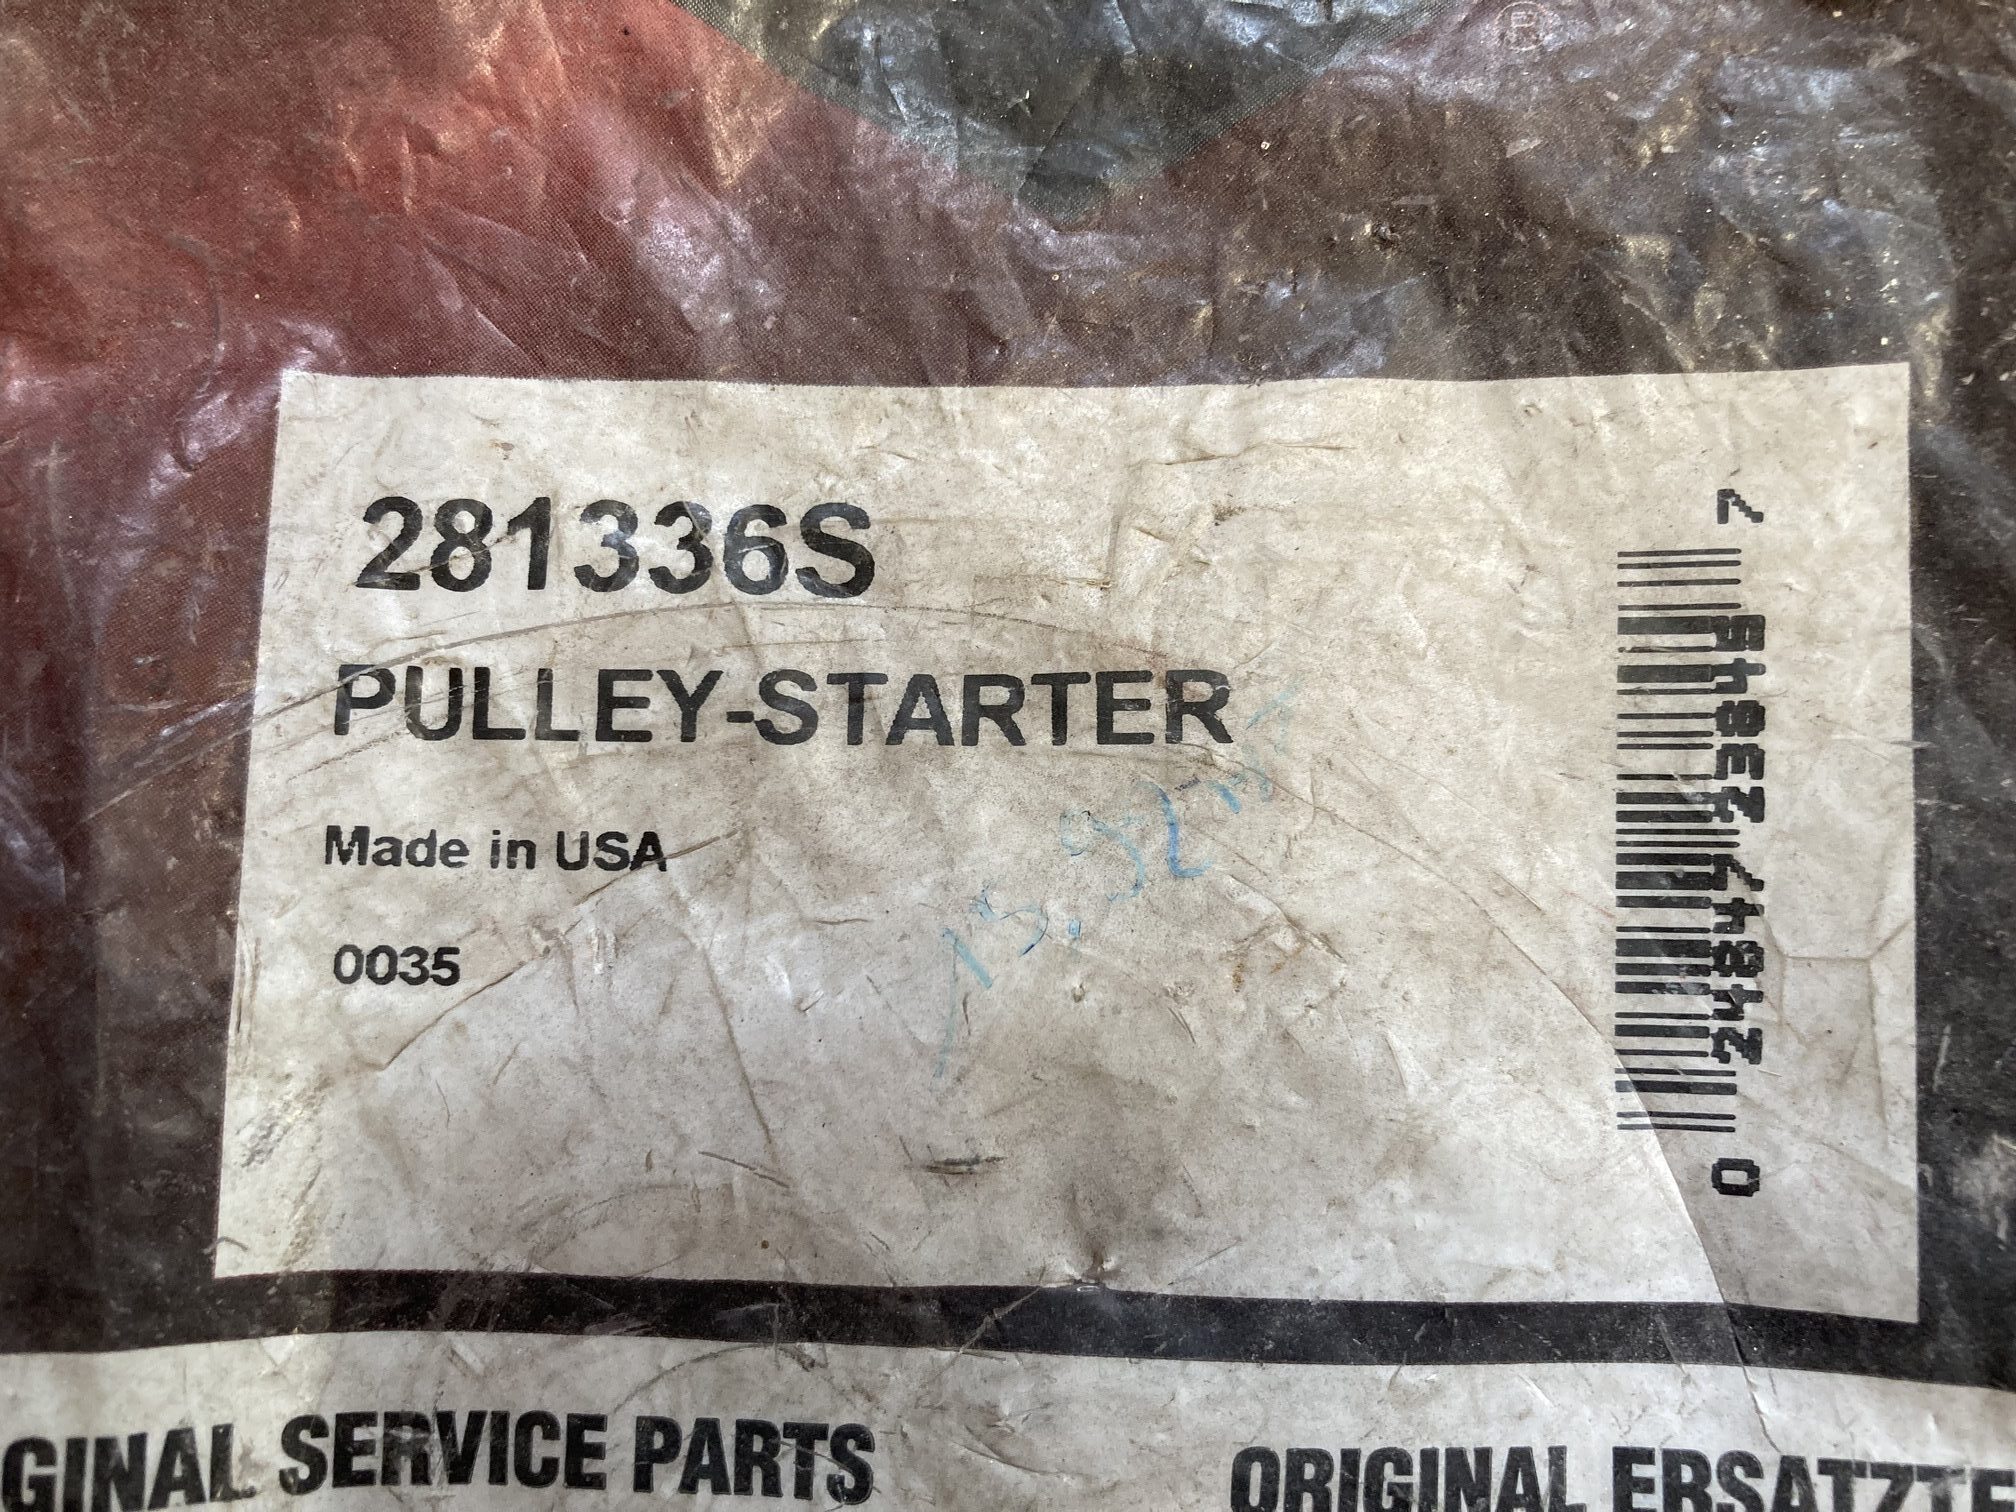 ®
281336S
PULLEY-STARTER
Made in USA
0035
GINAL SERVICE PARTS
ORIGINAL ERSATZTE